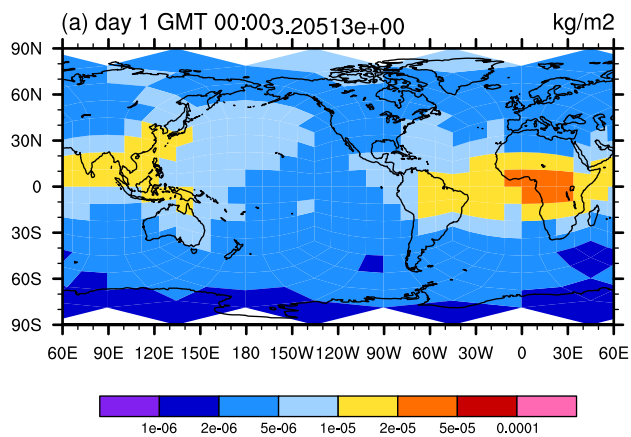 (a) day 1 GMT 00:00 3.20513e+00 kg/m2
90N
60N
30N
0
30S
60S
90S
60E 90E 120E 150E 180 150W 120W 90W 60W 30W 0 30E 60E
1e-06 2e-06 5e-06 1e-05 2e-05 5e-05 0.0001